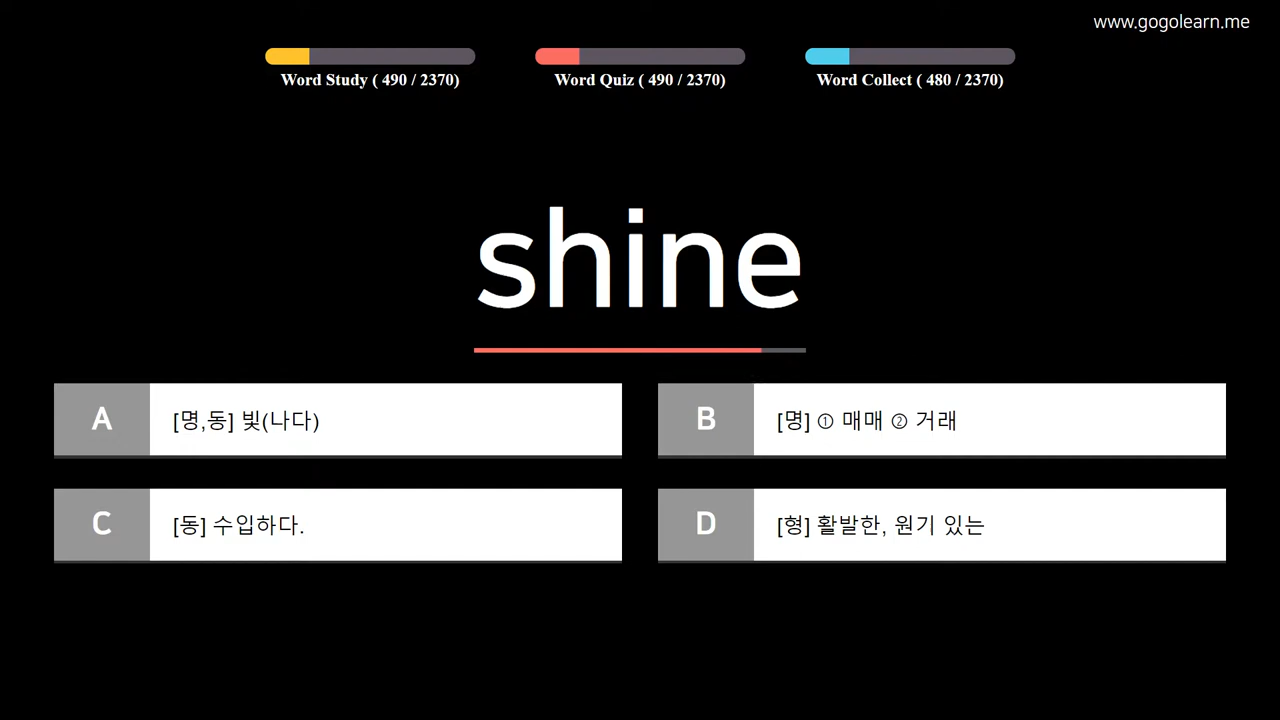 www.gogolearn.me
Word Study ( 490 / 2370)
Word Quiz ( 490 / 2370)
Word Collect ( 480 / 2370)
shine
A [명,동] 빛(나다)
B [명] ① 매매 ② 거래
C [동] 수입하다.
D [형] 활발한, 원기 있는